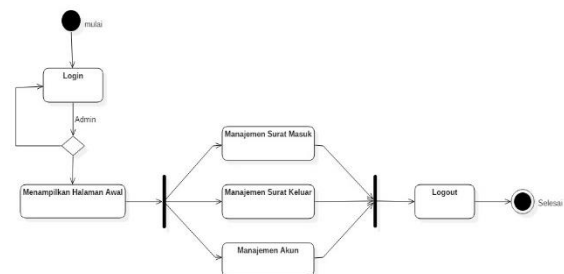 mulai
Login
Admin
Menampilkan Halaman Awal
Manajemen Surat Masuk
Manajemen Surat Keluar
Manajemen Akun
Logout
Selesai